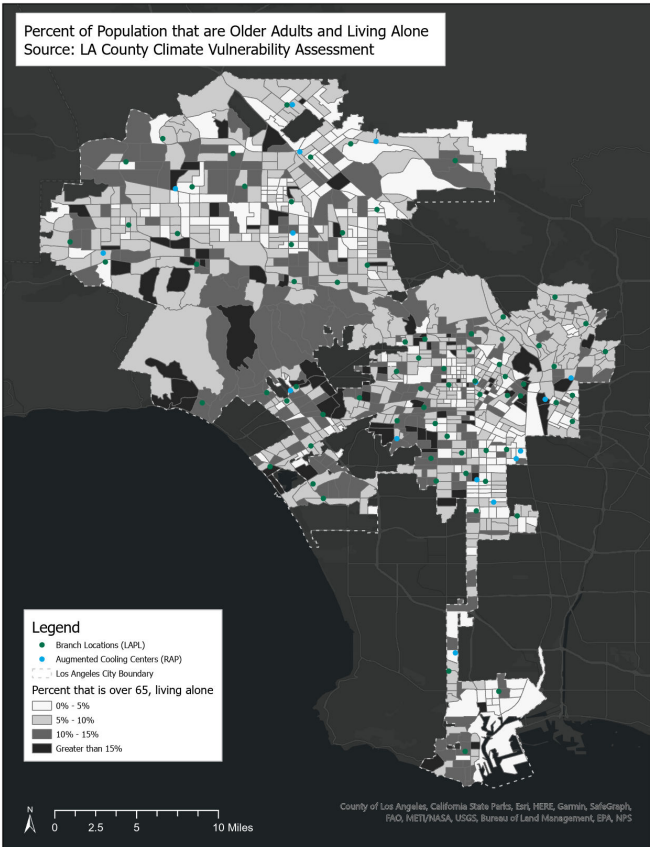 Percent of Population that are Older Adults and Living Alone
Source: LA County Climate Vulnerability Assessment
Legend
Branch Locations (LAPL)
Augmented Cooling Centers (RAP)
Los Angeles City Boundary
Percent that is over 65, living alone
0% - 5%
5% - 10%
10% - 15%
Greater than 15%
N
0 2.5 5 10 Miles
County of Los Angeles, California State Parks, Esri, HERE, Garmin, SafeGraph,
FAO, METI/NASA, USGS, Bureau of Land Management, EPA, NPS